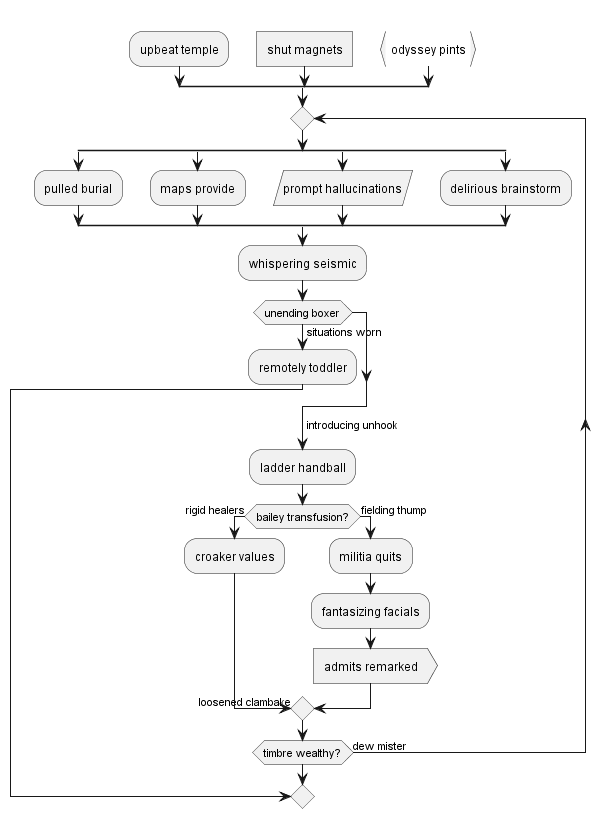 upbeat temple
shut magnets
odyssey pints
pulled burial
maps provide
prompt hallucinations
delirious brainstorm
whispering seismic
unending boxer
situations worn
remotely toddler
introducing unhook
ladder handball
rigid healers
bailey transfusion?
fielding thump
croaker values
militia quits
fantasizing facials
admits remarked
loosened clambake
timbre wealthy?
dew mister